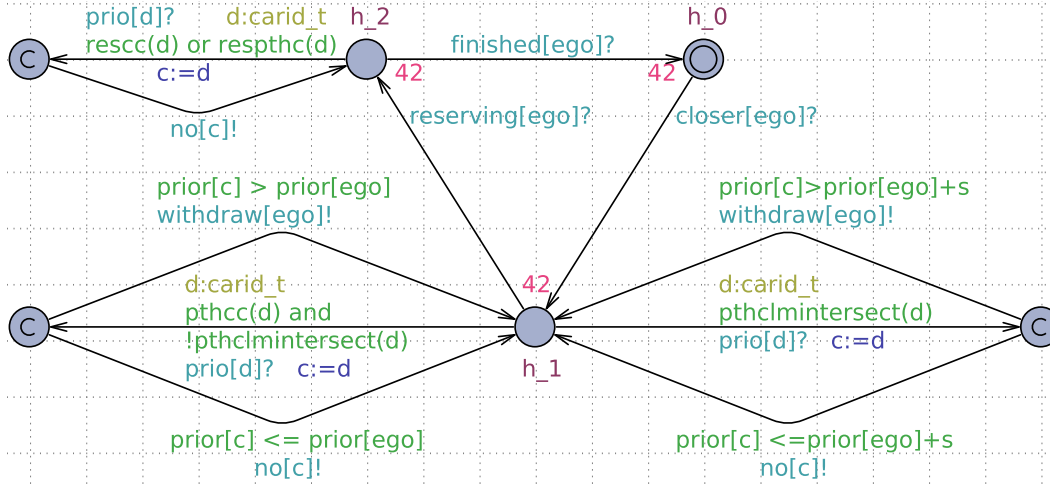 prio[d]? d:carid_t h_2 h_0
rescc(d) or respthc(d) finished[ego]?
C c:=d 42 42
no[c]! reserving[ego]? closer[ego]?
prior[c] > prior[ego] prior[c]>prior[ego]+s
withdraw[ego]! withdraw[ego]!
d:carid_t 42 d:carid_t
pthcc(d) and pthclmintersect(d)
C C
!pthclmintersect(d) prio[d]? c:=d
prio[d]? c:=d h_1
prior[c] <= prior[ego] prior[c] <=prior[ego]+s
no[c]! no[c]!